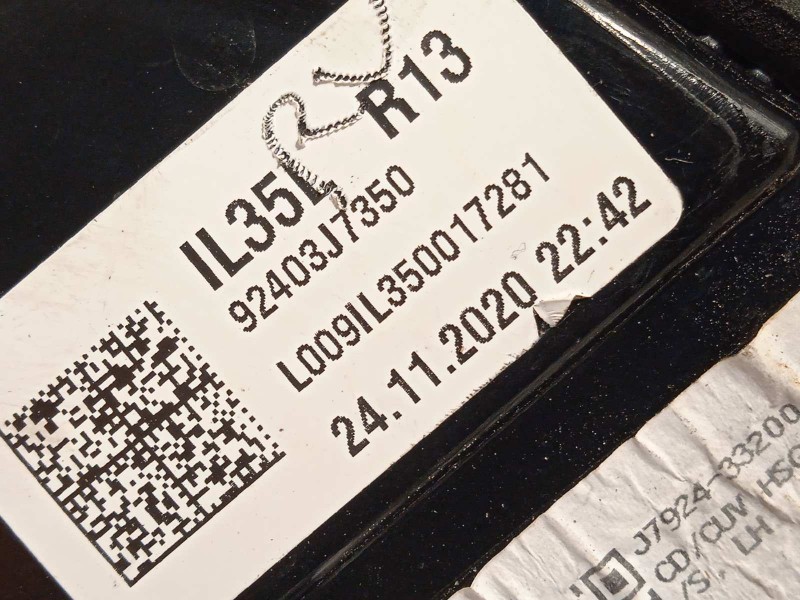 IL35L R13
92403J7350
L009IL350017281
24.11.2020 22:42
J7924-33200
CD/CUV HSG
LH